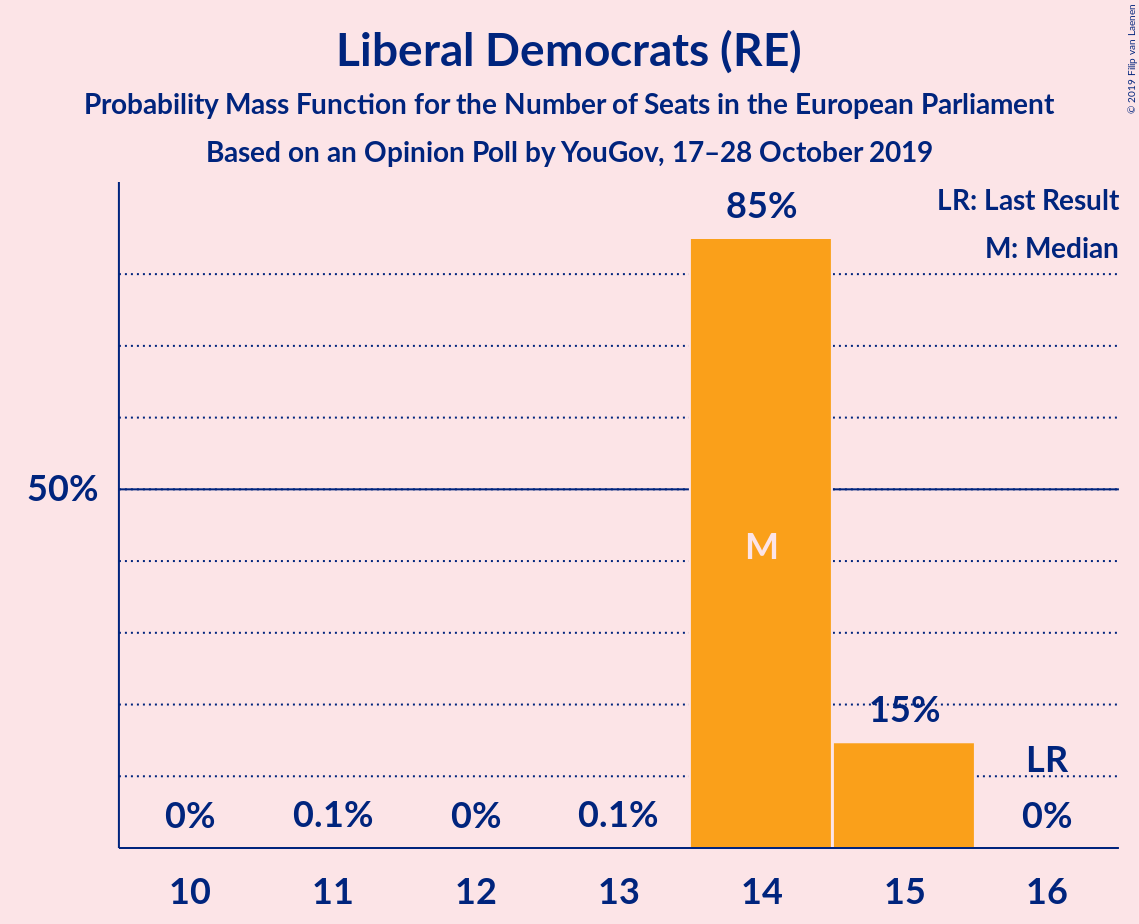 Liberal Democrats (RE)
Probability Mass Function for the Number of Seats in the European Parliament
Based on an Opinion Poll by YouGov, 17–28 October 2019
© 2019 Filip van Laenen
LR: Last Result
M: Median
85%
50%
M
15%
LR
0% 0.1% 0% 0.1% 0%
10 11 12 13 14 15 16